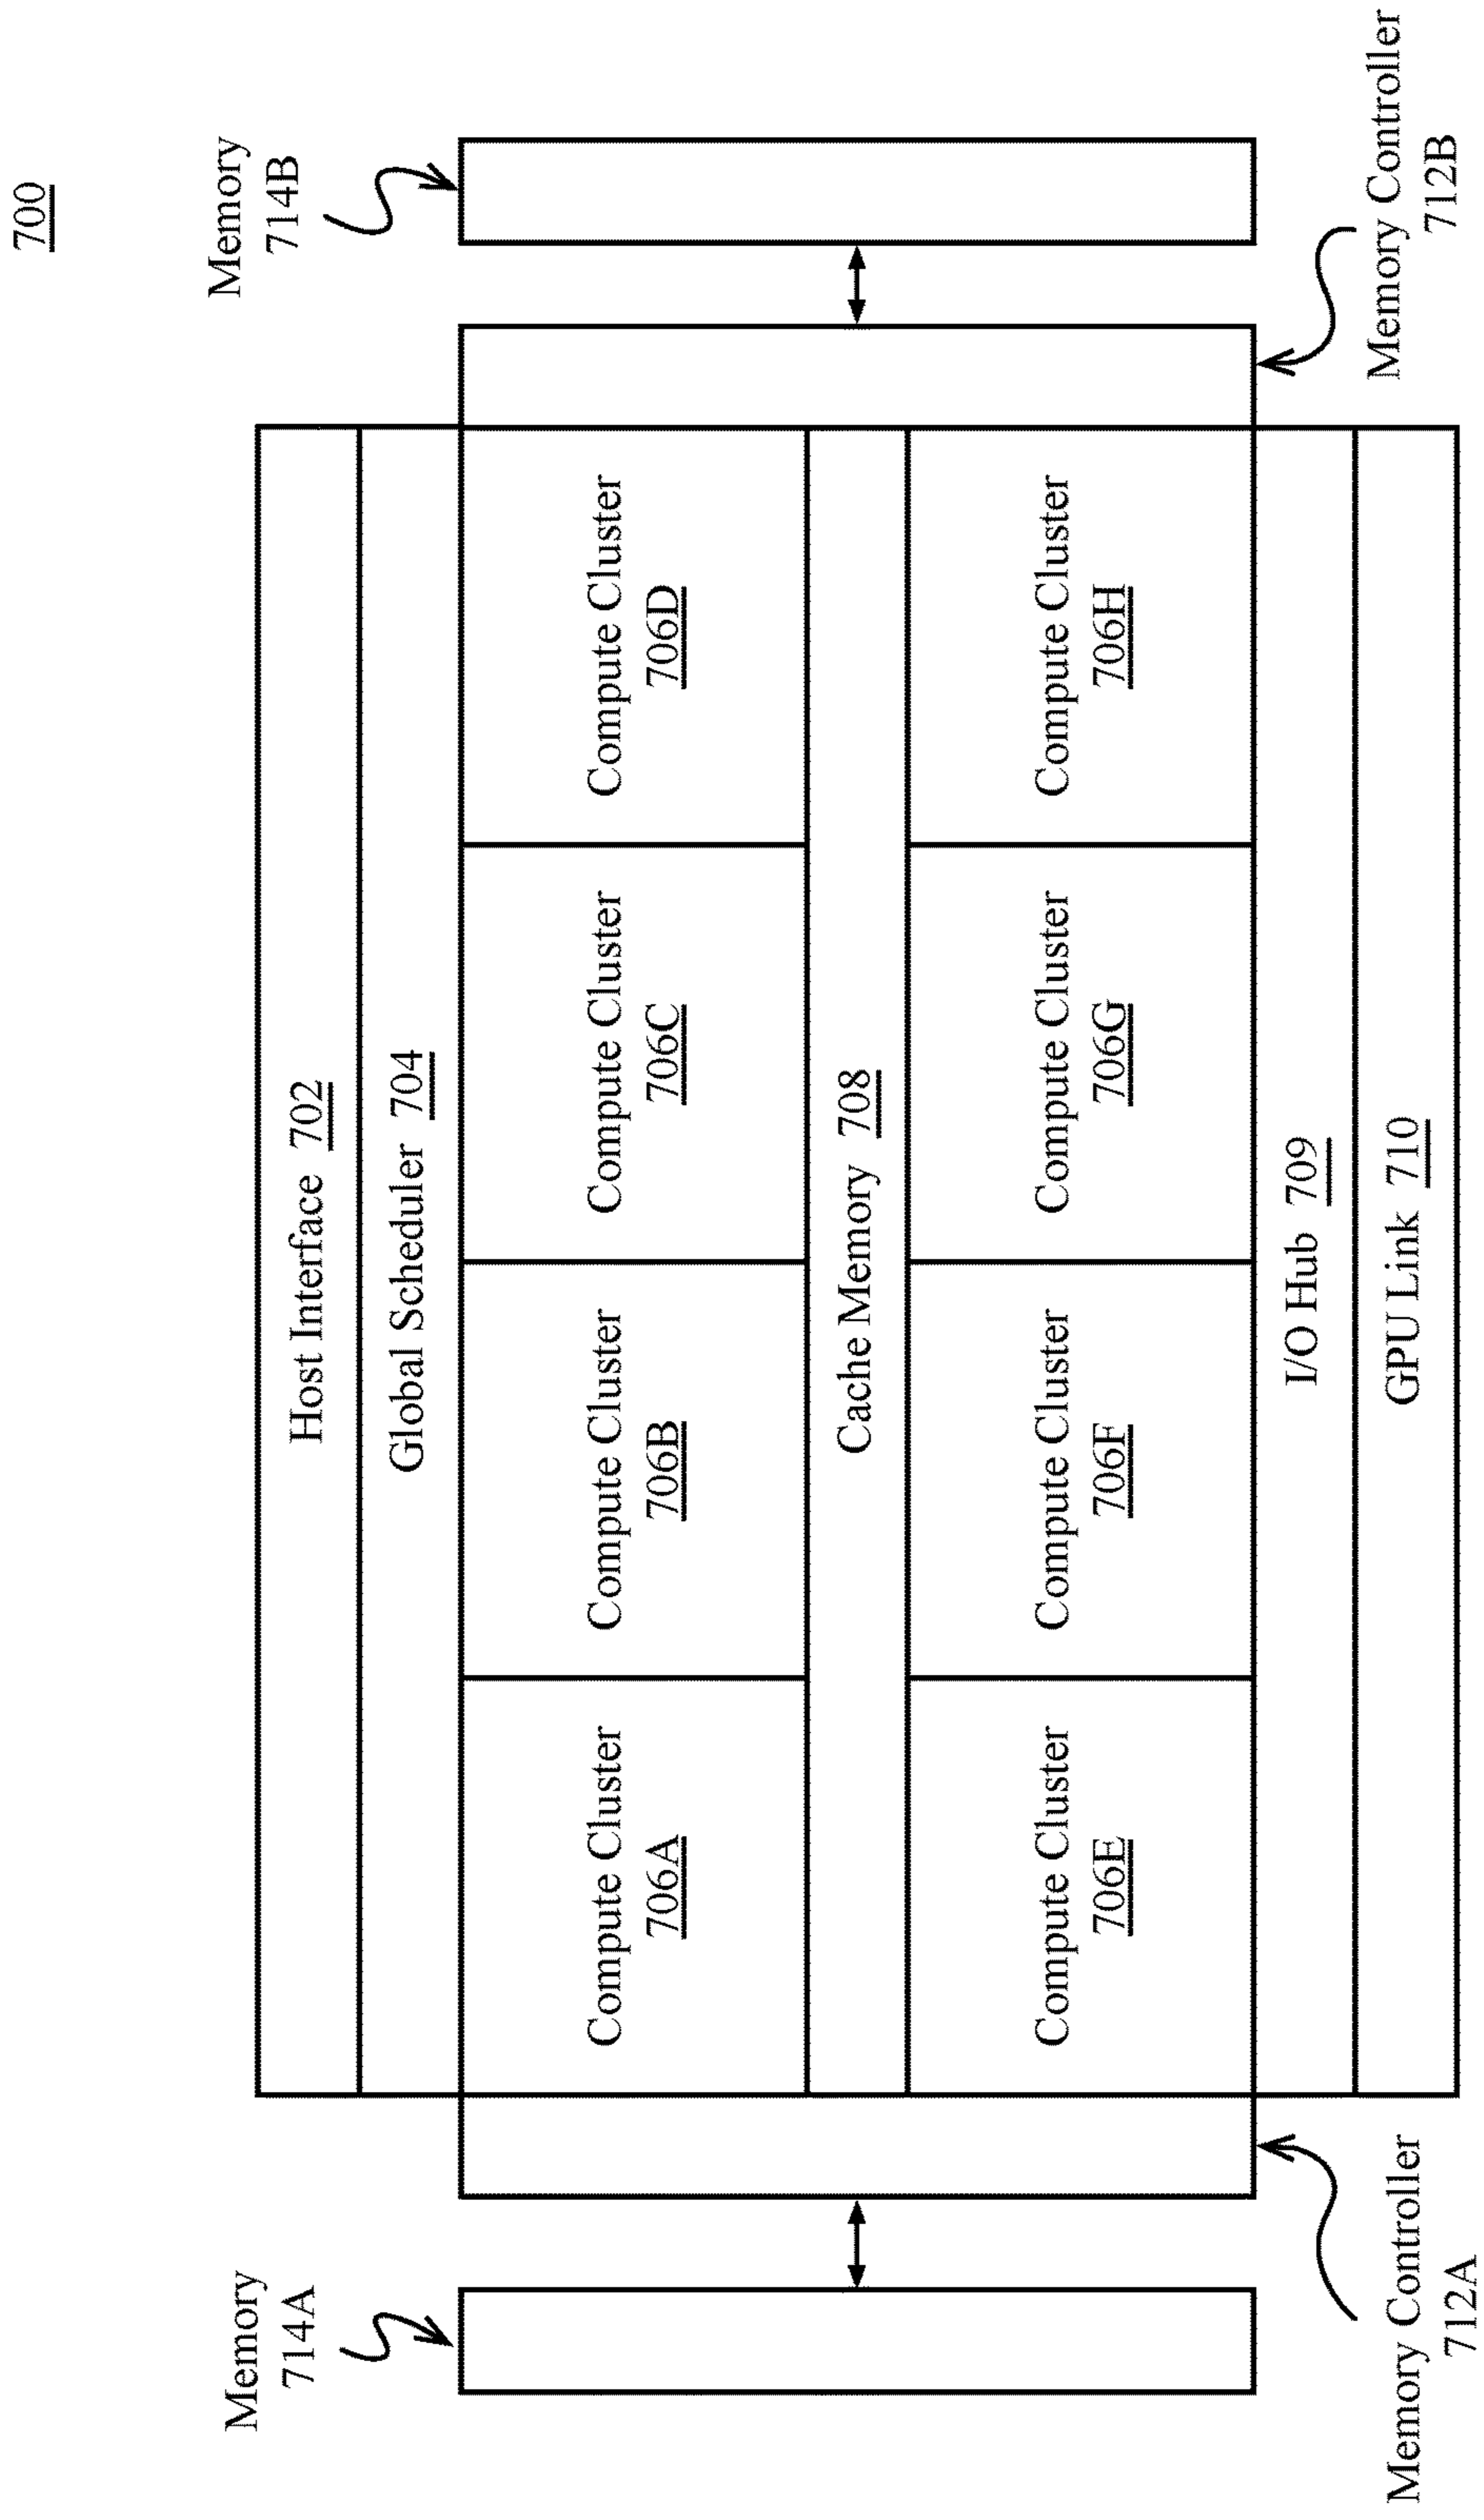 700
Memory
714A
Memory
714B
Host Interface 702
Global Scheduler 704
Compute Cluster
706A
Compute Cluster
706B
Compute Cluster
706C
Compute Cluster
706D
Cache Memory 708
Compute Cluster
706E
Compute Cluster
706F
Compute Cluster
706G
Compute Cluster
706H
I/O Hub 709
GPU Link 710
Memory Controller
712A
Memory Controller
712B